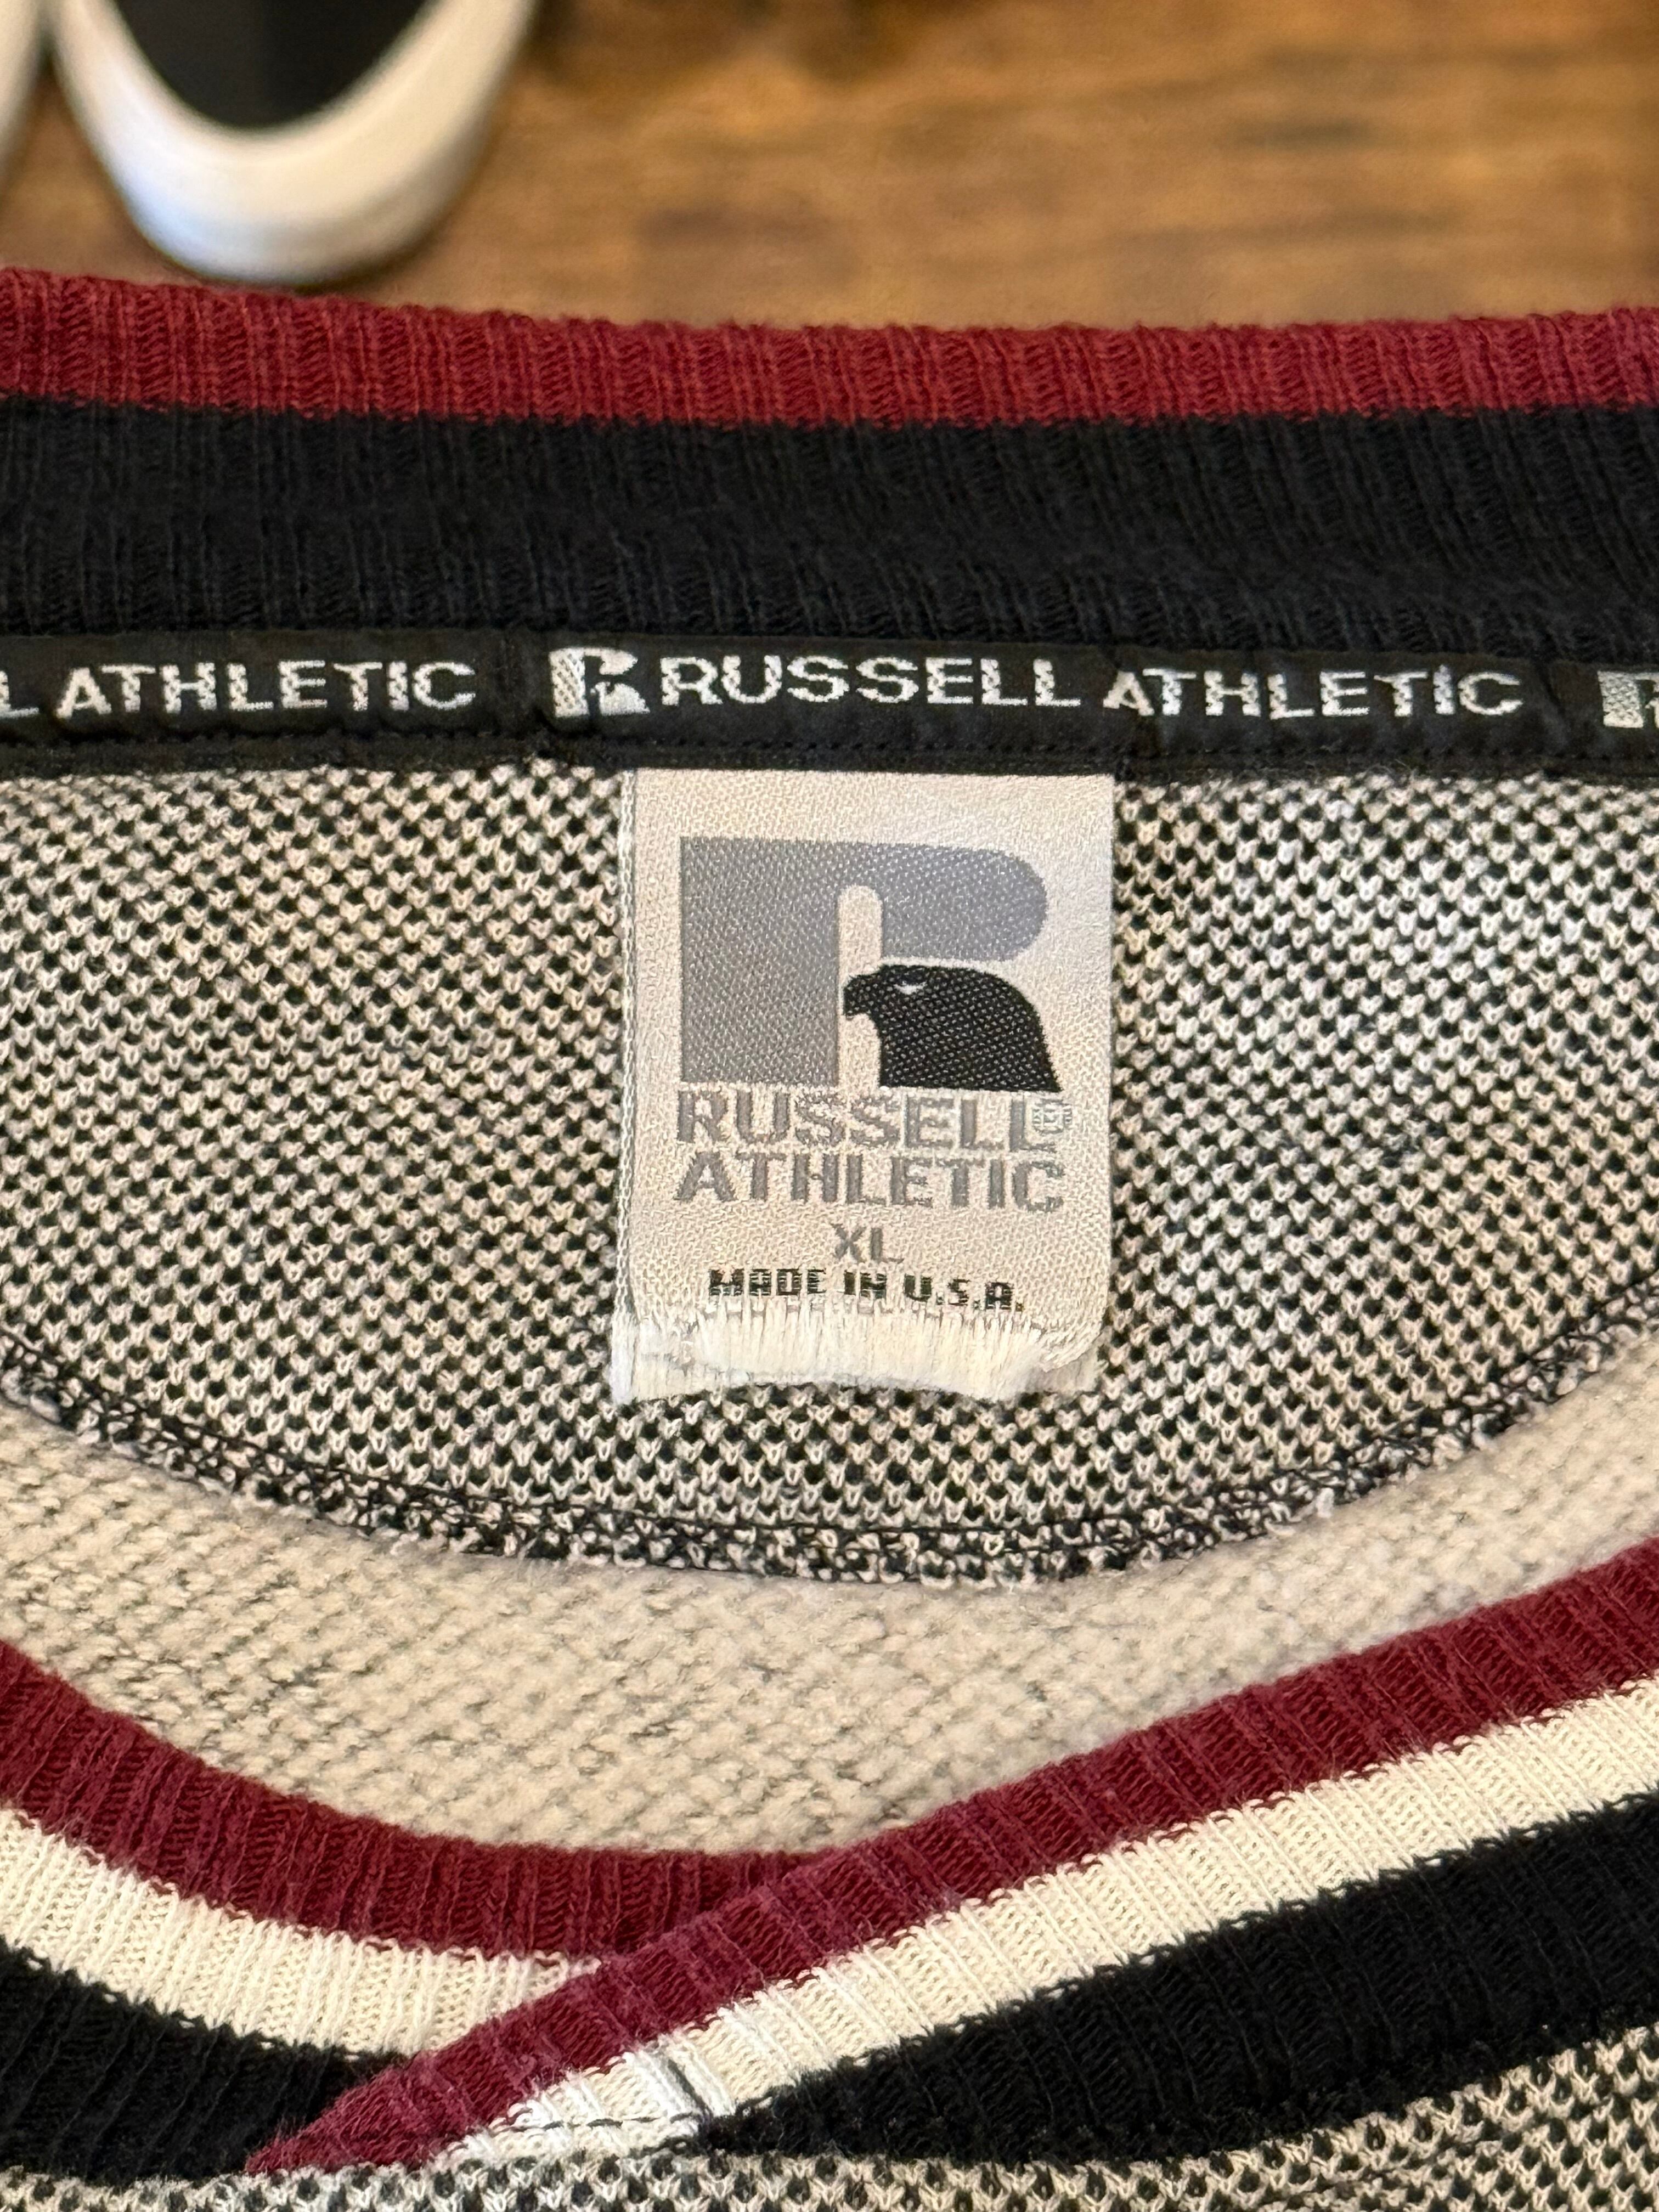 L ATHLETIC R RUSSELL ATHLETIC R
RUSSELL®
ATHLETIC
XL
MADE IN U.S.A.